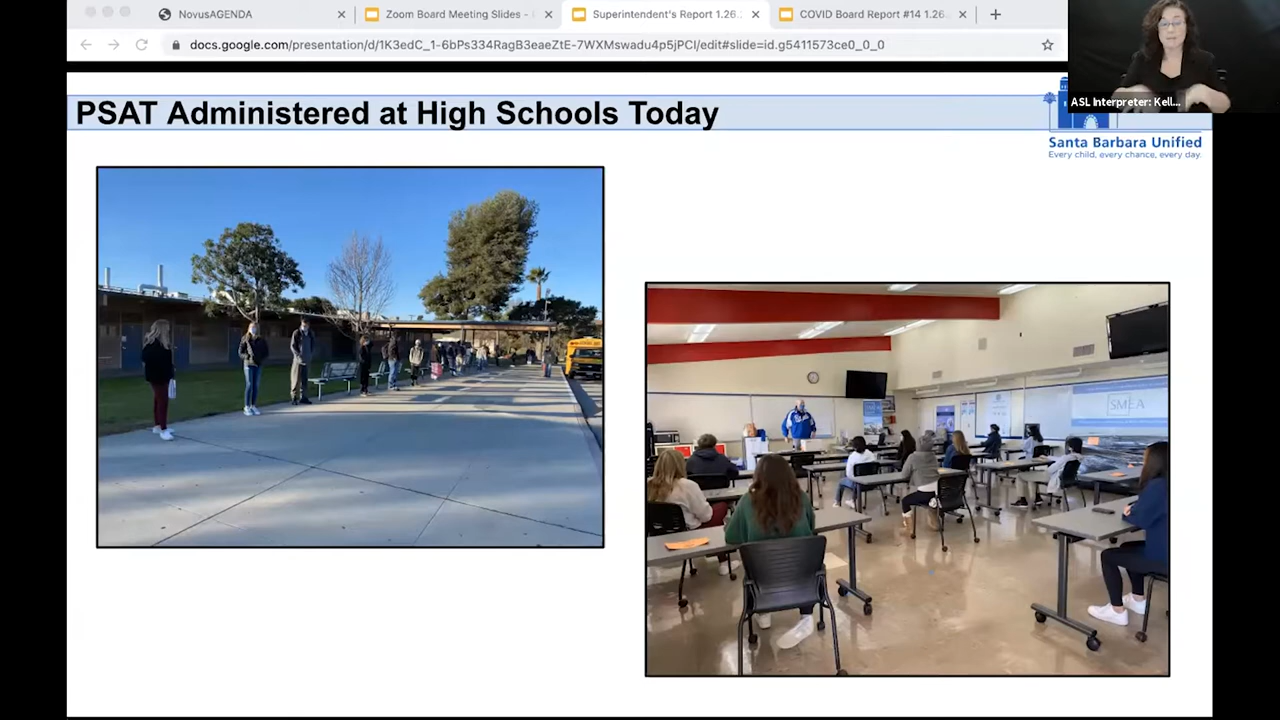 NovusAGENDA
Zoom Board Meeting Slides -
Superintendent's Report 1.26.
COVID Board Report #14 1.26.
docs.google.com/presentation/d/1K3edC_1-6bPs334RagB3eaeZtE-7WXMswadu4p5jPCI/edit#slide=id.g5411573ce0_0_0
ASL Interpreter: Kell...
PSAT Administered at High Schools Today
Santa Barbara Unified
Every child, every chance, every day.
SMEA